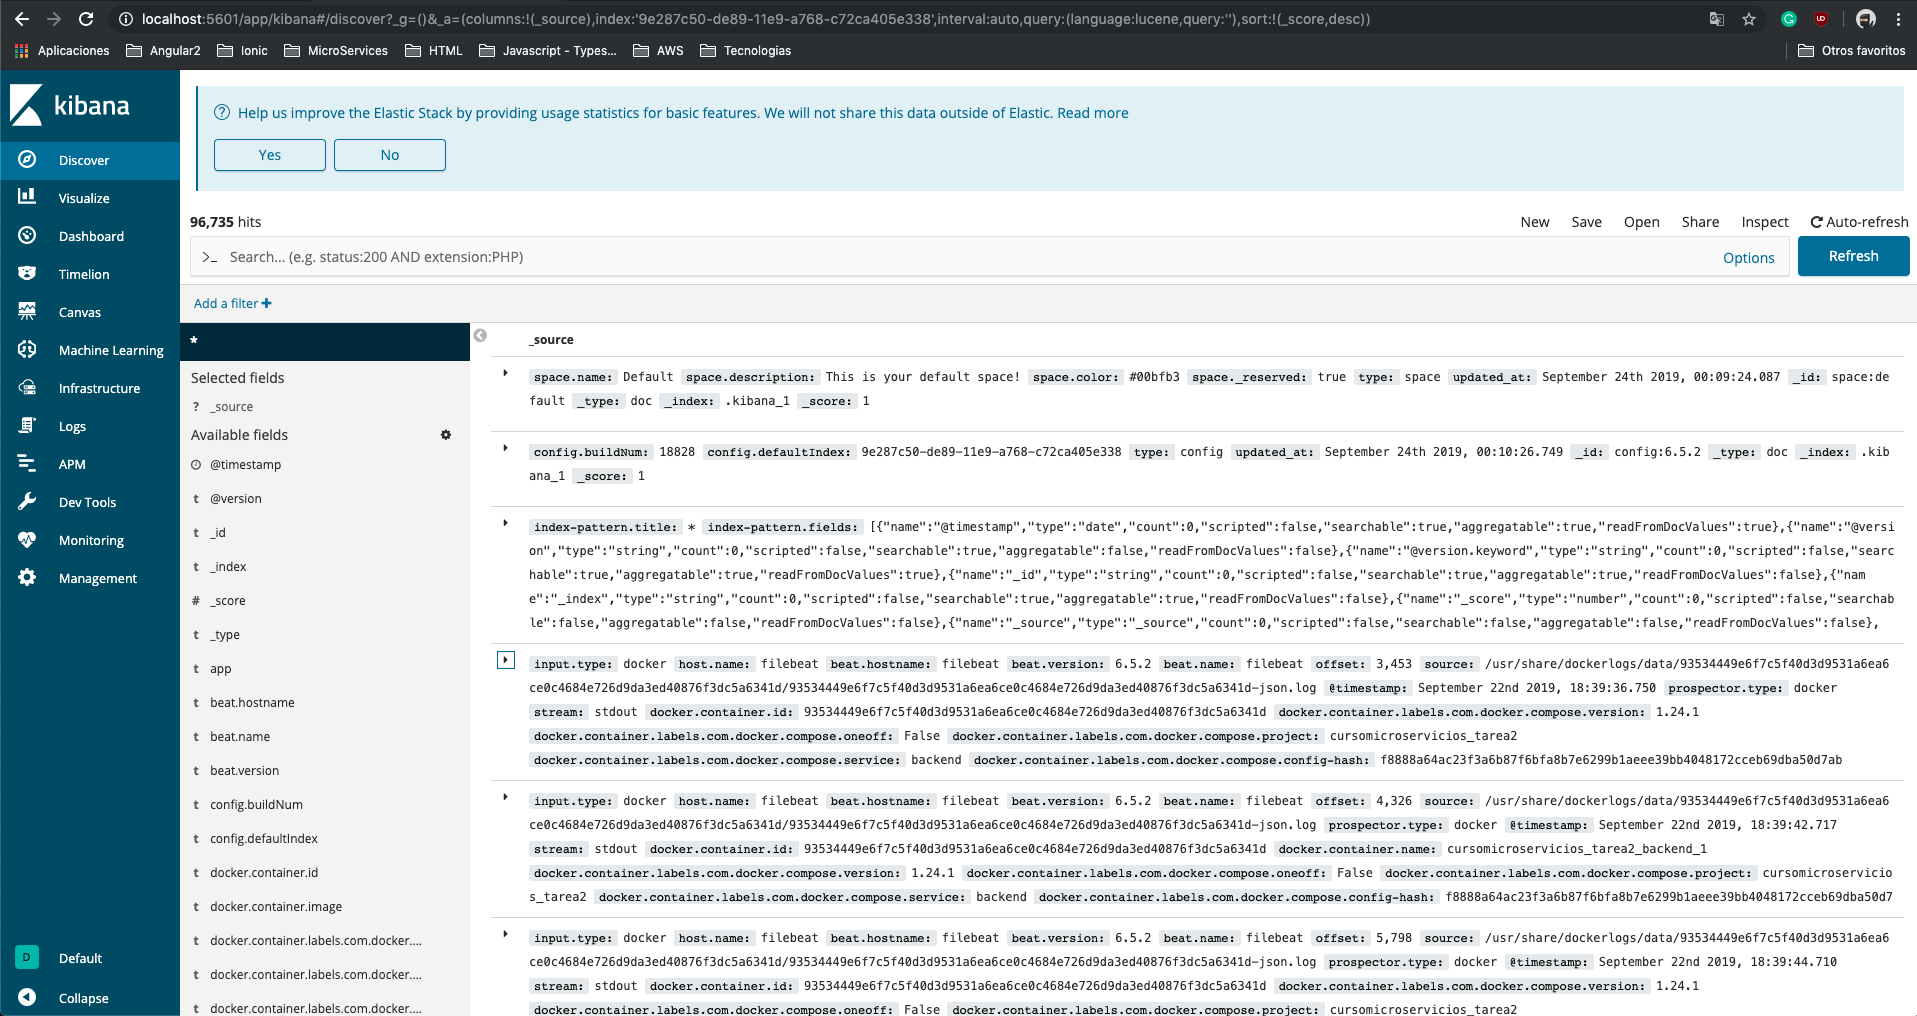 localhost:5601/app/kibana#/discover?_g=()&_a=(columns:!(_source),index:'9e287c50-de89-11e9-a768-c72ca405e338',interval:auto,query:(language:lucene,query:''),sort:!(_score,desc))
Aplicaciones Angular2 Ionic MicroServices HTML Javascript - Types... AWS Tecnologias Otros favoritos
kibana
Discover
Visualize
Dashboard
Timelion
Canvas
Machine Learning
Infrastructure
Logs
APM
Dev Tools
Monitoring
Management
D Default
Collapse
Help us improve the Elastic Stack by providing usage statistics for basic features. We will not share this data outside of Elastic. Read more
Yes No
96,735 hits
New Save Open Share Inspect Auto-refresh
>_ Search... (e.g. status:200 AND extension:PHP) Options Refresh
Add a filter +
*
Selected fields
? _source
Available fields
@timestamp
t @version
t _id
t _index
# _score
t _type
t app
t beat.hostname
t beat.name
t beat.version
t config.buildNum
t config.defaultIndex
t docker.container.id
t docker.container.image
t docker.container.labels.com.docker....
t docker.container.labels.com.docker....
t docker.container.labels.com.docker....
_source
space.name: Default space.description: This is your default space! space.color: #00bfb3 space._reserved: true type: space updated_at: September 24th 2019, 00:09:24.087 _id: space:de
fault _type: doc _index: .kibana_1 _score: 1
config.buildNum: 18828 config.defaultIndex: 9e287c50-de89-11e9-a768-c72ca405e338 type: config updated_at: September 24th 2019, 00:10:26.749 _id: config:6.5.2 _type: doc _index: .kib
ana_1 _score: 1
index-pattern.title: * index-pattern.fields: [{"name":"@timestamp","type":"date","count":0,"scripted":false,"searchable":true,"aggregatable":true,"readFromDocValues":true},{"name":"@versi
on","type":"string","count":0,"scripted":false,"searchable":true,"aggregatable":false,"readFromDocValues":false},{"name":"@version.keyword","type":"string","count":0,"scripted":false,"searc
hable":true,"aggregatable":true,"readFromDocValues":true},{"name":"_id","type":"string","count":0,"scripted":false,"searchable":true,"aggregatable":true,"readFromDocValues":false},{"nam
e":"_index","type":"string","count":0,"scripted":false,"searchable":true,"aggregatable":true,"readFromDocValues":false},{"name":"_score","type":"number","count":0,"scripted":false,"searchab
le":false,"aggregatable":false,"readFromDocValues":false},{"name":"_source","type":"_source","count":0,"scripted":false,"searchable":false,"aggregatable":false,"readFromDocValues":false},
input.type: docker host.name: filebeat beat.hostname: filebeat beat.version: 6.5.2 beat.name: filebeat offset: 3,453 source: /usr/share/dockerlogs/data/93534449e6f7c5f40d3d9531a6ea6
ce0c4684e726d9da3ed40876f3dc5a6341d/93534449e6f7c5f40d3d9531a6ea6ce0c4684e726d9da3ed40876f3dc5a6341d-json.log @timestamp: September 22nd 2019, 18:39:36.750 prospector.type: docker
stream: stdout docker.container.id: 93534449e6f7c5f40d3d9531a6ea6ce0c4684e726d9da3ed40876f3dc5a6341d docker.container.labels.com.docker.compose.version: 1.24.1
docker.container.labels.com.docker.compose.oneoff: False docker.container.labels.com.docker.compose.project: cursomicroservicios_tarea2
docker.container.labels.com.docker.compose.service: backend docker.container.labels.com.docker.compose.config-hash: f8888a64ac23f3a6b87f6bfa8b7e6299b1aeee39bb4048172cceb69dba50d7ab
input.type: docker host.name: filebeat beat.hostname: filebeat beat.version: 6.5.2 beat.name: filebeat offset: 4,326 source: /usr/share/dockerlogs/data/93534449e6f7c5f40d3d9531a6ea6
ce0c4684e726d9da3ed40876f3dc5a6341d/93534449e6f7c5f40d3d9531a6ea6ce0c4684e726d9da3ed40876f3dc5a6341d-json.log prospector.type: docker @timestamp: September 22nd 2019, 18:39:42.717
stream: stdout docker.container.id: 93534449e6f7c5f40d3d9531a6ea6ce0c4684e726d9da3ed40876f3dc5a6341d docker.container.name: cursomicroservicios_tarea2_backend_1
docker.container.labels.com.docker.compose.version: 1.24.1 docker.container.labels.com.docker.compose.oneoff: False docker.container.labels.com.docker.compose.project: cursomicroservicio
s_tarea2 docker.container.labels.com.docker.compose.service: backend docker.container.labels.com.docker.compose.config-hash: f8888a64ac23f3a6b87f6bfa8b7e6299b1aeee39bb4048172cceb69dba50d7
input.type: docker host.name: filebeat beat.hostname: filebeat beat.version: 6.5.2 beat.name: filebeat offset: 5,798 source: /usr/share/dockerlogs/data/93534449e6f7c5f40d3d9531a6ea6
ce0c4684e726d9da3ed40876f3dc5a6341d/93534449e6f7c5f40d3d9531a6ea6ce0c4684e726d9da3ed40876f3dc5a6341d-json.log prospector.type: docker @timestamp: September 22nd 2019, 18:39:44.710
stream: stdout docker.container.id: 93534449e6f7c5f40d3d9531a6ea6ce0c4684e726d9da3ed40876f3dc5a6341d docker.container.labels.com.docker.compose.version: 1.24.1
docker.container.labels.com.docker.compose.oneoff: False docker.container.labels.com.docker.compose.project: cursomicroservicios_tarea2